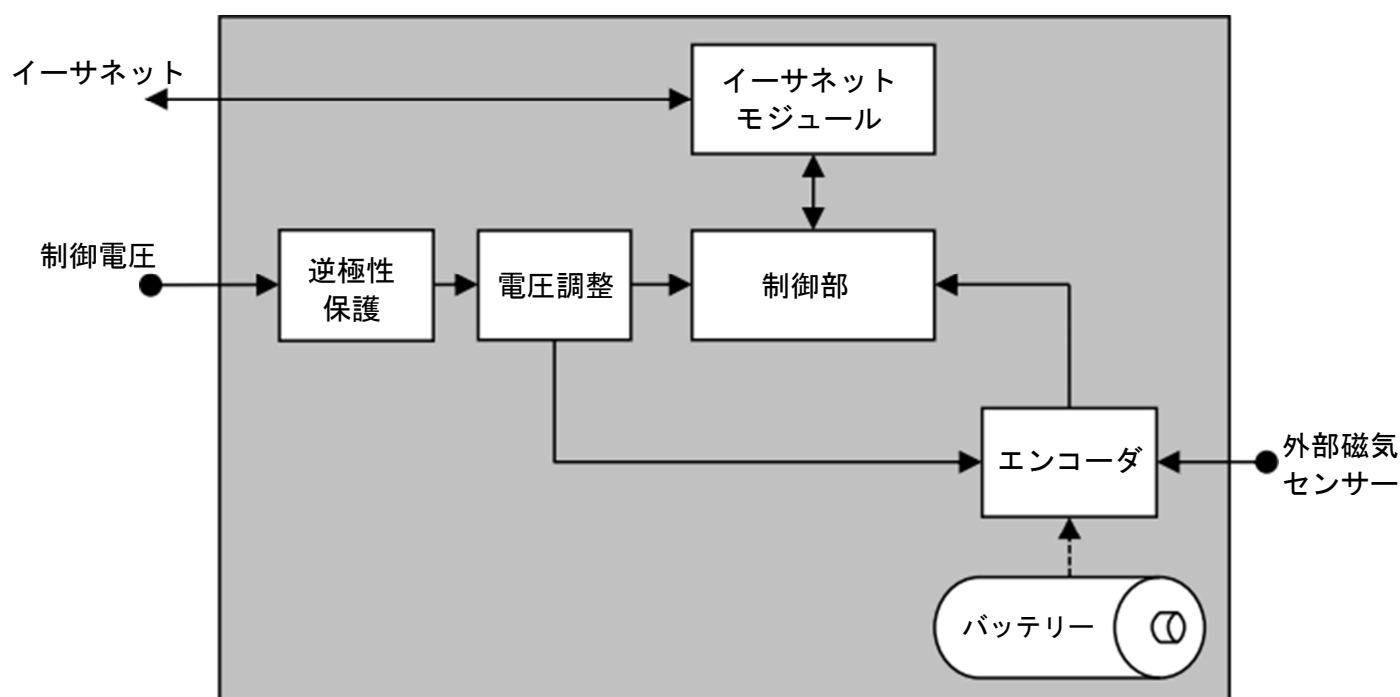 イーサネット
イーサネット
モジュール
制御電圧
逆極性
保護
電圧調整
制御部
エンコーダ
外部磁気
センサー
バッテリー